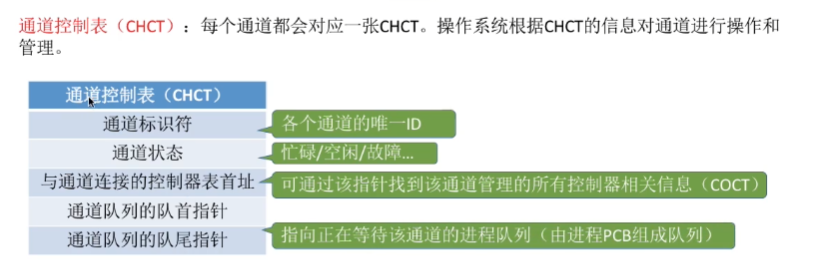 通道控制表（CHCT）：每个通道都会对应一张CHCT。操作系统根据CHCT的信息对通道进行操作和
管理。
通道控制表（CHCT）
通道标识符
各个通道的唯一ID
通道状态
忙碌/空闲/故障...
与通道连接的控制器表首址
可通过该指针找到该通道管理的所有控制器相关信息（COCT）
通道队列的队首指针
通道队列的队尾指针
指向正在等待该通道的进程队列（由进程PCB组成队列）